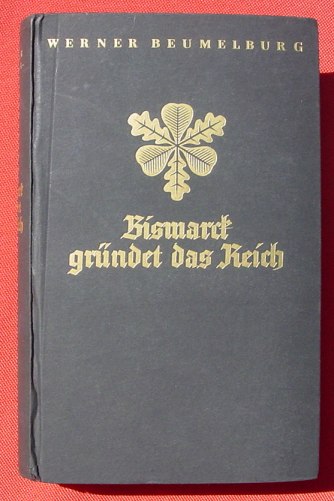 WERNER BEUMELBURG
Bismarck
gründet das Reich